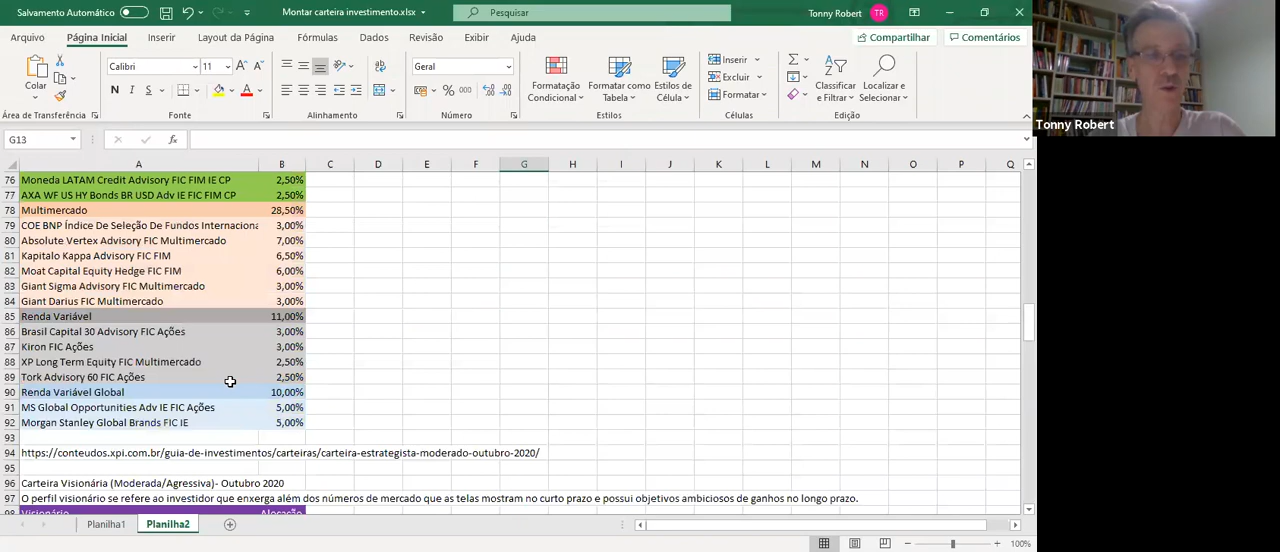 Salvamento Automático
Montar carteira investimento.xlsx
Pesquisar
Tonny Robert
TR
Arquivo Página Inicial Inserir Layout da Página Fórmulas Dados Revisão Exibir Ajuda
Compartilhar Comentários
Colar
Calibri 11
N I S
Geral
Formatação Condicional
Formatar como Tabela
Estilos de Célula
Inserir
Excluir
Formatar
Classificar e Filtrar
Localizar e Selecionar
Área de Transferência Fonte Alinhamento Número Estilos Células Edição
Tonny Robert
G13
A B C D E F G H I J K L M N O P Q
76 Moneda LATAM Credit Advisory FIC FIM IE CP 2,50%
77 AXA WF US HY Bonds BR USD Adv IE FIC FIM CP 2,50%
78 Multimercado 28,50%
79 COE BNP Índice De Seleção De Fundos Internaciona 3,00%
80 Absolute Vertex Advisory FIC Multimercado 7,00%
81 Kapitalo Kappa Advisory FIC FIM 6,50%
82 Moat Capital Equity Hedge FIC FIM 6,00%
83 Giant Sigma Advisory FIC Multimercado 3,00%
84 Giant Darius FIC Multimercado 3,00%
85 Renda Variável 11,00%
86 Brasil Capital 30 Advisory FIC Ações 3,00%
87 Kiron FIC Ações 3,00%
88 XP Long Term Equity FIC Multimercado 2,50%
89 Tork Advisory 60 FIC Ações 2,50%
90 Renda Variável Global 10,00%
91 MS Global Opportunities Adv IE FIC Ações 5,00%
92 Morgan Stanley Global Brands FIC IE 5,00%
93
94 https://conteudos.xpi.com.br/guia-de-investimentos/carteiras/carteira-estrategista-moderado-outubro-2020/
95
96 Carteira Visionária (Moderada/Agressiva)- Outubro 2020
97 O perfil visionário se refere ao investidor que enxerga além dos números de mercado que as telas mostram no curto prazo e possui objetivos ambiciosos de ganhos no longo prazo.
98 Visionário Alocação
Planilha1 Planilha2
100%